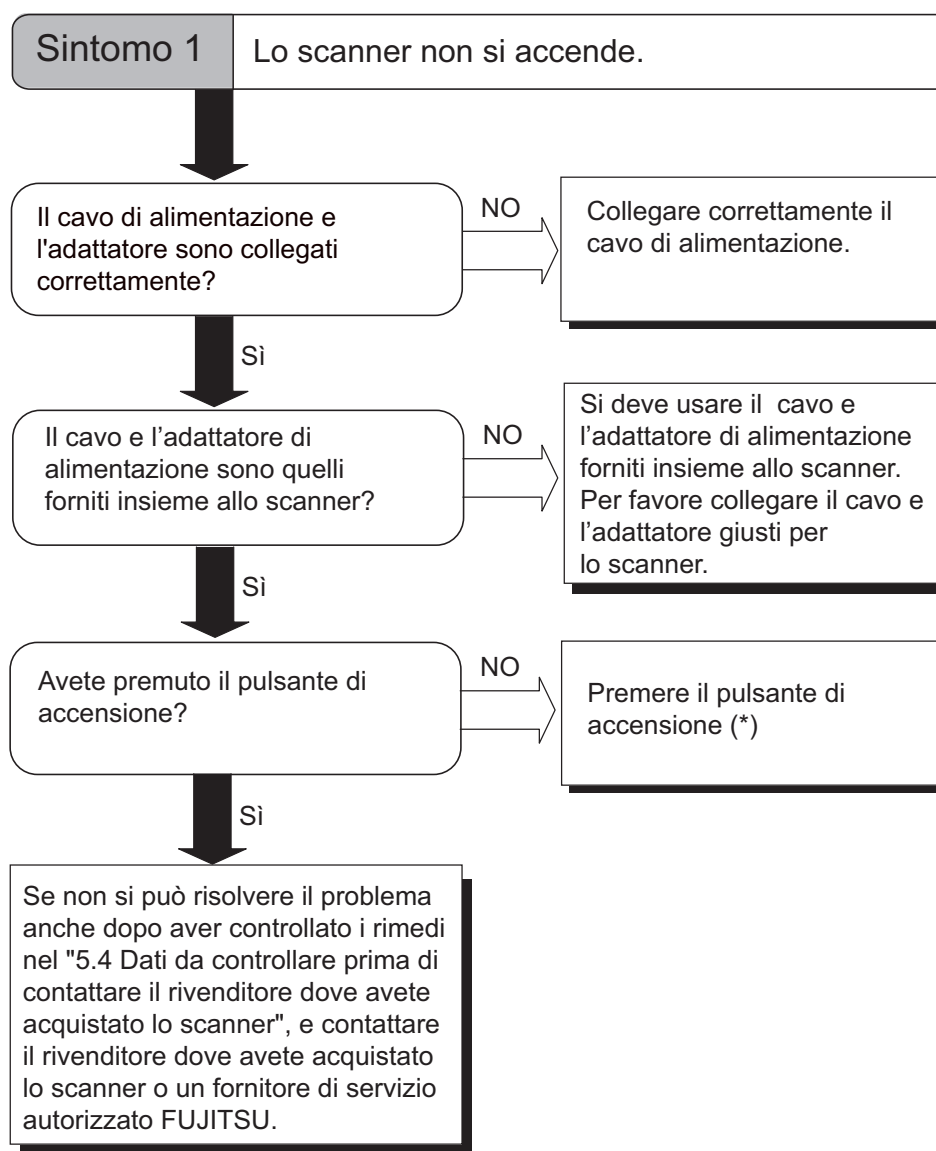 Sintomo 1
Lo scanner non si accende.
Il cavo di alimentazione e
l'adattatore sono collegati
correttamente?
NO
Collegare correttamente il
cavo di alimentazione.
Sì
Il cavo e l’adattatore di
alimentazione sono quelli
forniti insieme allo scanner?
NO
Si deve usare il  cavo e
l’adattatore di alimentazione
forniti insieme allo scanner.
Per favore collegare il cavo e
l’adattatore giusti per
lo scanner.
Sì
Avete premuto il pulsante di
accensione?
NO
Premere il pulsante di
accensione (*)
Sì
Se non si può risolvere il problema
anche dopo aver controllato i rimedi
nel "5.4 Dati da controllare prima di
contattare il rivenditore dove avete
acquistato lo scanner", e contattare
il rivenditore dove avete acquistato
lo scanner o un fornitore di servizio
autorizzato FUJITSU.